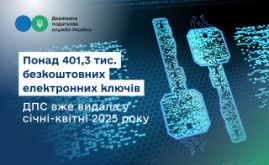 Державна
податкова
служба України
Понад 401,3 тис.
безкоштовних
електронних ключів
ДПС вже видала у
січні-квітні 2025 року